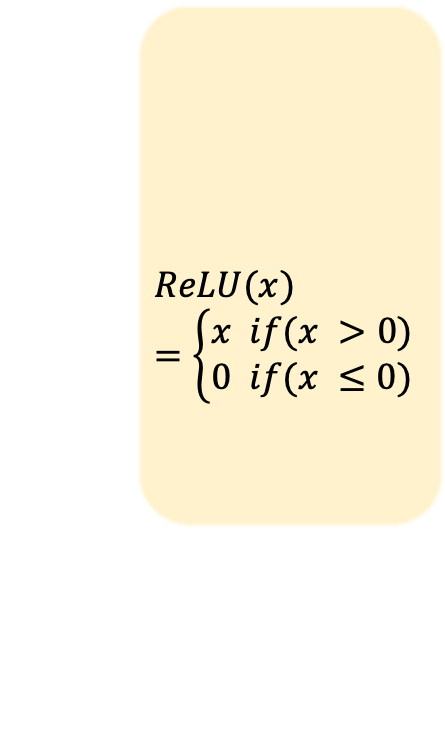 ReLU(x)
= {x if(x > 0)
{0 if(x ≤ 0)